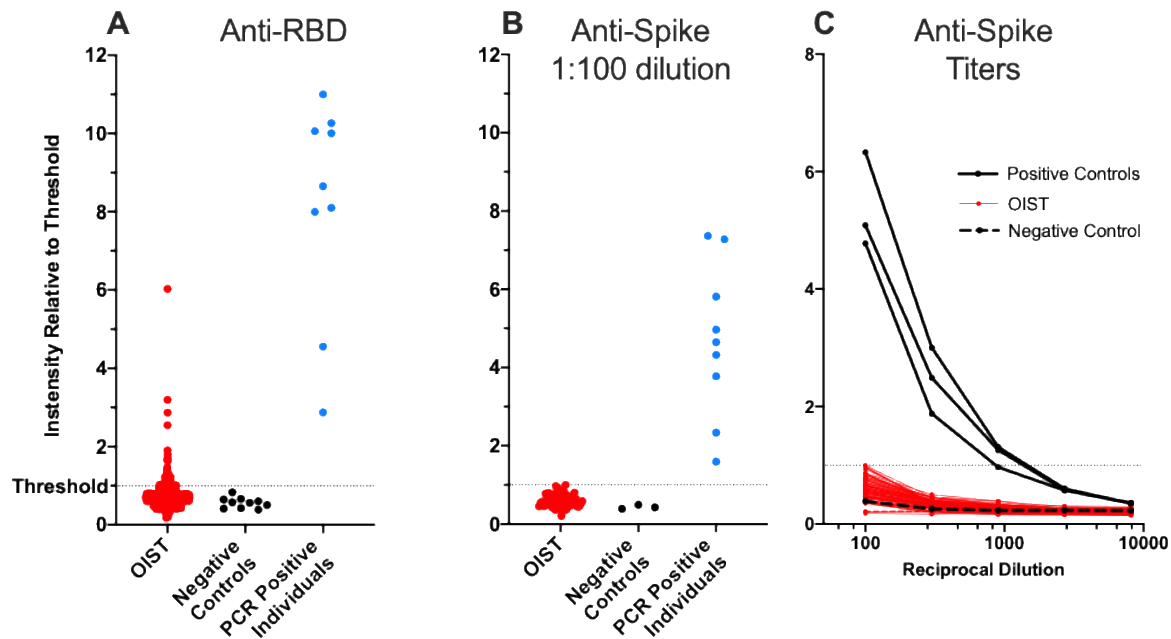 A
Anti-RBD
Instensity Relative to Threshold
12
10
8
6
4
2
0
Threshold
OIST
Negative
Controls
PCR Positive
Individuals
B
Anti-Spike
1:100 dilution
12
10
8
6
4
2
0
OIST
Negative
Controls
PCR Positive
Individuals
C
Anti-Spike
Titers
8
6
4
2
0
Positive Controls
OIST
Negative Control
100
1000
10000
Reciprocal Dilution